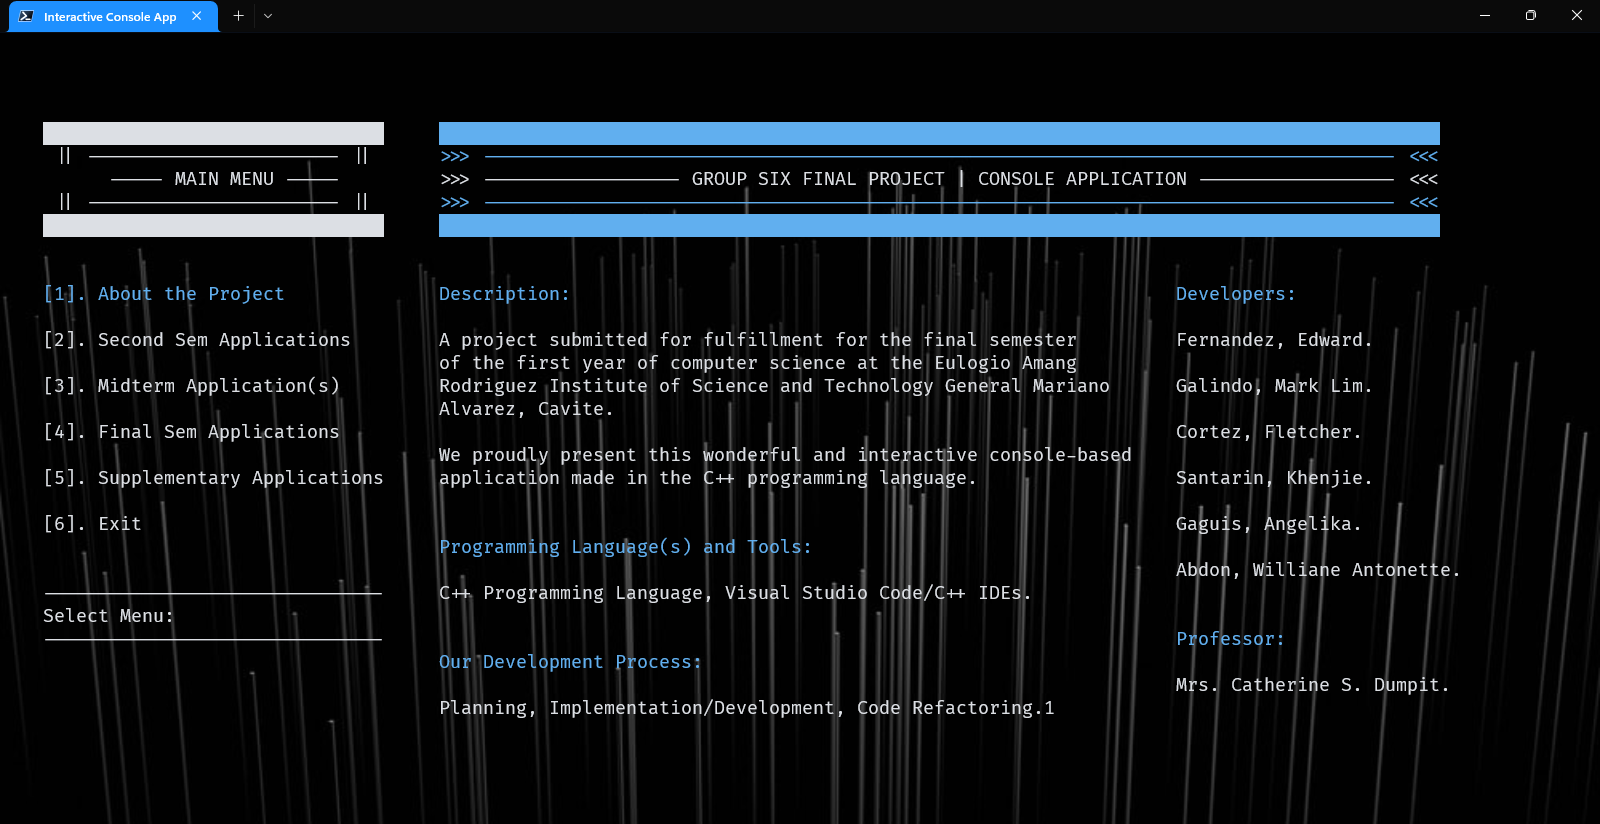 Interactive Console App
MAIN MENU
[1]. About the Project
[2]. Second Sem Applications
[3]. Midterm Application(s)
[4]. Final Sem Applications
[5]. Supplementary Applications
[6]. Exit
Select Menu:
>>> <<<
>>> GROUP SIX FINAL PROJECT | CONSOLE APPLICATION <<<
>>> <<<
Description:
A project submitted for fulfillment for the final semester
of the first year of computer science at the Eulogio Amang
Rodriguez Institute of Science and Technology General Mariano
Alvarez, Cavite.
We proudly present this wonderful and interactive console-based
application made in the C++ programming language.
Programming Language(s) and Tools:
C++ Programming Language, Visual Studio Code/C++ IDEs.
Our Development Process:
Planning, Implementation/Development, Code Refactoring.1
Developers:
Fernandez, Edward.
Galindo, Mark Lim.
Cortez, Fletcher.
Santarin, Khenjie.
Gaguis, Angelika.
Abdon, Williane Antonette.
Professor:
Mrs. Catherine S. Dumpit.